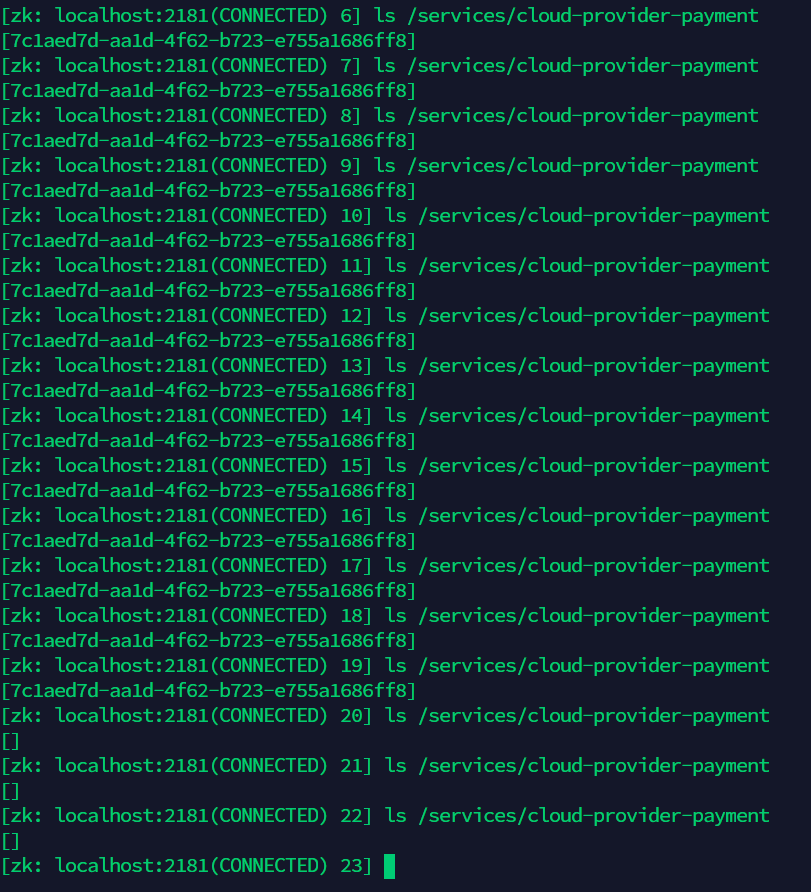 [zk: localhost:2181(CONNECTED) 6] ls /services/cloud-provider-payment
[7c1aed7d-aa1d-4f62-b723-e755a1686ff8]
[zk: localhost:2181(CONNECTED) 7] ls /services/cloud-provider-payment
[7c1aed7d-aa1d-4f62-b723-e755a1686ff8]
[zk: localhost:2181(CONNECTED) 8] ls /services/cloud-provider-payment
[7c1aed7d-aa1d-4f62-b723-e755a1686ff8]
[zk: localhost:2181(CONNECTED) 9] ls /services/cloud-provider-payment
[7c1aed7d-aa1d-4f62-b723-e755a1686ff8]
[zk: localhost:2181(CONNECTED) 10] ls /services/cloud-provider-payment
[7c1aed7d-aa1d-4f62-b723-e755a1686ff8]
[zk: localhost:2181(CONNECTED) 11] ls /services/cloud-provider-payment
[7c1aed7d-aa1d-4f62-b723-e755a1686ff8]
[zk: localhost:2181(CONNECTED) 12] ls /services/cloud-provider-payment
[7c1aed7d-aa1d-4f62-b723-e755a1686ff8]
[zk: localhost:2181(CONNECTED) 13] ls /services/cloud-provider-payment
[7c1aed7d-aa1d-4f62-b723-e755a1686ff8]
[zk: localhost:2181(CONNECTED) 14] ls /services/cloud-provider-payment
[7c1aed7d-aa1d-4f62-b723-e755a1686ff8]
[zk: localhost:2181(CONNECTED) 15] ls /services/cloud-provider-payment
[7c1aed7d-aa1d-4f62-b723-e755a1686ff8]
[zk: localhost:2181(CONNECTED) 16] ls /services/cloud-provider-payment
[7c1aed7d-aa1d-4f62-b723-e755a1686ff8]
[zk: localhost:2181(CONNECTED) 17] ls /services/cloud-provider-payment
[7c1aed7d-aa1d-4f62-b723-e755a1686ff8]
[zk: localhost:2181(CONNECTED) 18] ls /services/cloud-provider-payment
[7c1aed7d-aa1d-4f62-b723-e755a1686ff8]
[zk: localhost:2181(CONNECTED) 19] ls /services/cloud-provider-payment
[7c1aed7d-aa1d-4f62-b723-e755a1686ff8]
[zk: localhost:2181(CONNECTED) 20] ls /services/cloud-provider-payment
[]
[zk: localhost:2181(CONNECTED) 21] ls /services/cloud-provider-payment
[]
[zk: localhost:2181(CONNECTED) 22] ls /services/cloud-provider-payment
[]
[zk: localhost:2181(CONNECTED) 23]